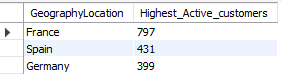 GeographyLocation Highest_Active_customers
France 797
Spain 431
Germany 399